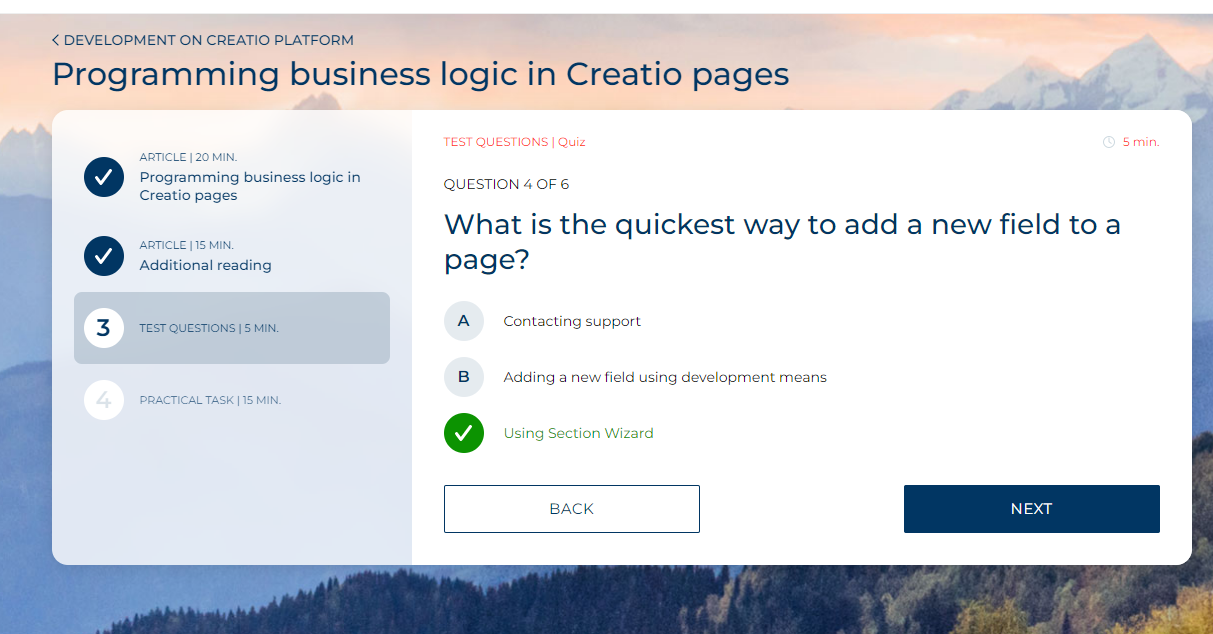 < DEVELOPMENT ON CREATIO PLATFORM
Programming business logic in Creatio pages
ARTICLE | 20 MIN.
Programming business logic in
Creatio pages
ARTICLE | 15 MIN.
Additional reading
3
TEST QUESTIONS | 5 MIN.
4
PRACTICAL TASK | 15 MIN.
TEST QUESTIONS | Quiz
5 min.
QUESTION 4 OF 6
What is the quickest way to add a new field to a
page?
A
Contacting support
B
Adding a new field using development means
Using Section Wizard
BACK
NEXT